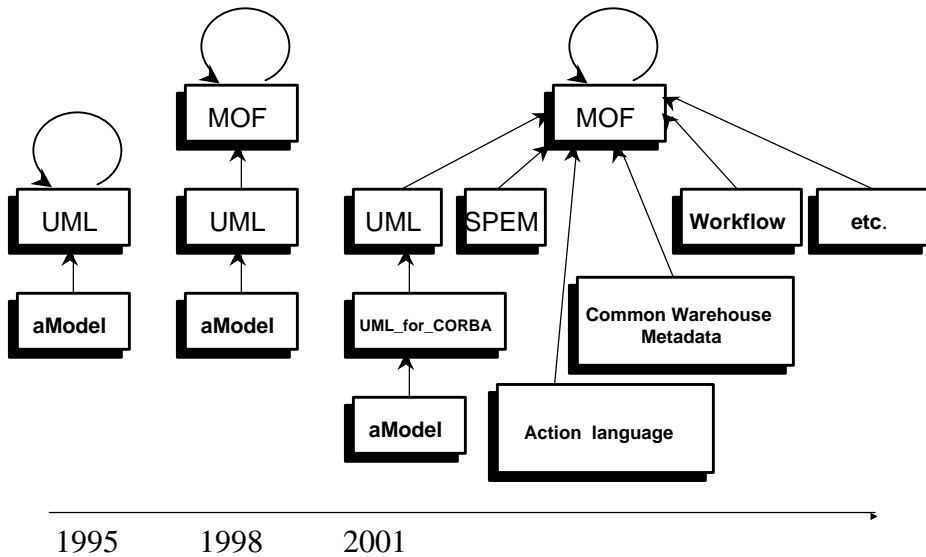 MOF
MOF
UML
UML
UML
SPEM
Workflow
etc.
aModel
aModel
UML_for_CORBA
Common Warehouse
Metadata
aModel
Action language
1995
1998
2001